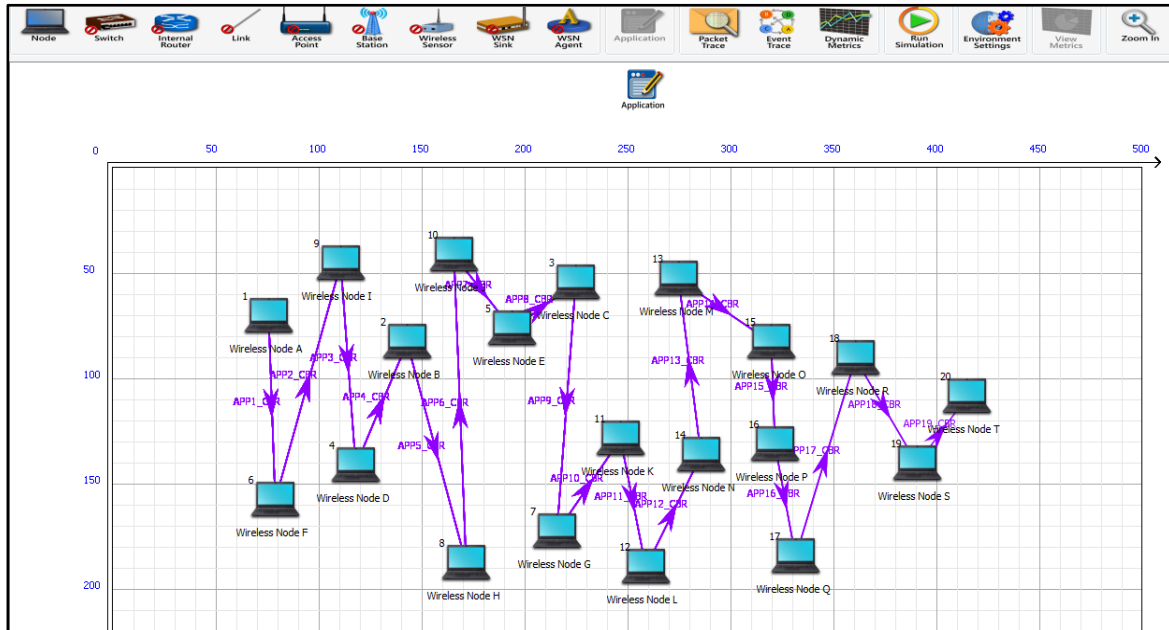 Node
Switch
Internal
Router
Link
Access
Point
Base
Station
Wireless
Sensor
WSN
Sink
WSN
Agent
Application
Packet
Trace
Event
Trace
Dynamic
Metrics
Run
Simulation
Environment
Settings
View
Metrics
Zoom In
Application
0 50 100 150 200 250 300 350 400 450 500
50
100
150
200
1
Wireless Node A
2
Wireless Node B
3
Wireless Node C
4
Wireless Node D
5
Wireless Node E
6
Wireless Node F
7
Wireless Node G
8
Wireless Node H
9
Wireless Node I
10
Wireless Node
11
Wireless Node K
12
Wireless Node L
13
Wireless Node M
14
Wireless Node N
15
Wireless Node O
16
Wireless Node P
17
Wireless Node Q
18
Wireless Node R
19
Wireless Node S
20
Wireless Node T
APP1_CBR
APP2_CBR
APP3_CBR
APP4_CBR
APP5_CBR
APP6_CBR
APP8_CBR
APP9_CBR
APP10_CBR
APP11_CBR
APP12_CBR
APP13_CBR
APP15_CBR
APP16_CBR
APP17_CBR
APP18_CBR
APP19_CBR